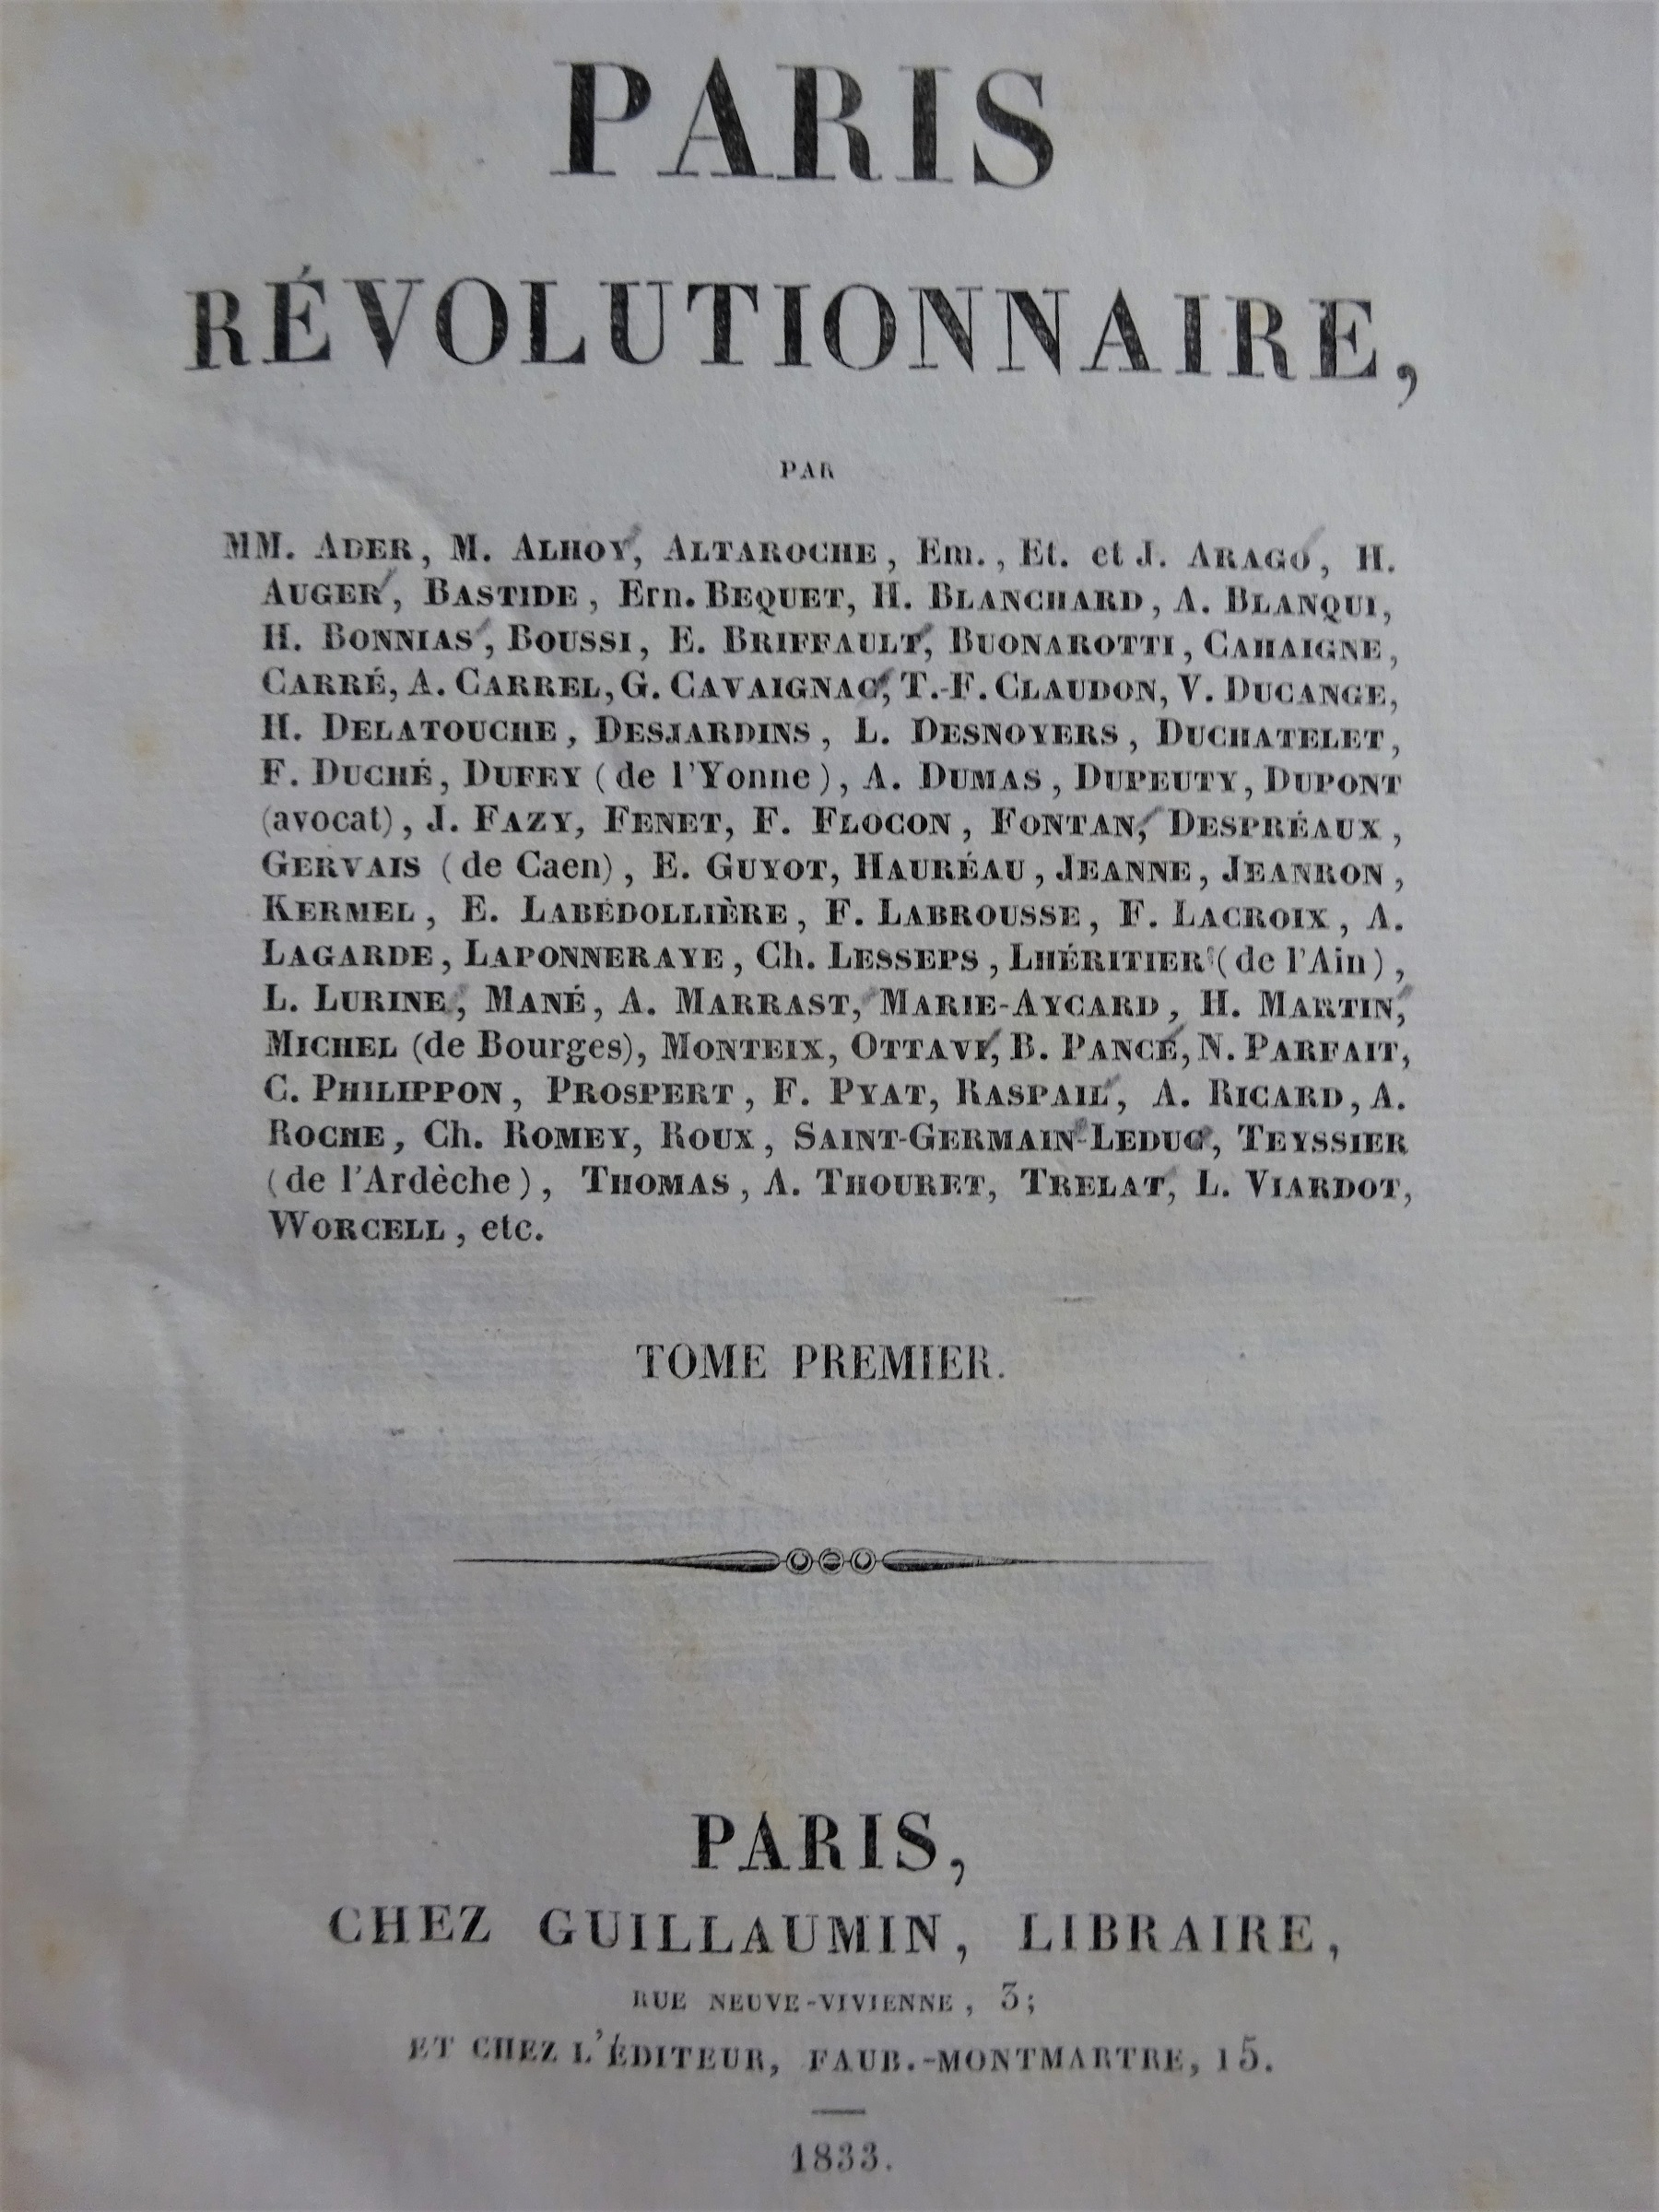 PARIS
RÉVOLUTIONNAIRE,
PAR
MM. ADER, M. ALHOY, ALTAROCHE, Em., Et. et J. ARAGO, H.
AUGER, BASTIDE, Ern. BEQUET, H. BLANCHARD, A. BLANQUI,
H. BONNIAS, BOUSSI, E. BRIFFAULT, BUONAROTTI, CAHAIGNE,
CARRÉ, A. CARREL, G. CAVAIGNAC, T.-F. CLAUDON, V. DUCANGE,
H. DELATOUCHE, DESJARDINS, L. DESNOYERS, DUCHATELET,
F. DUCHÉ, DUFEY (de l'Yonne), A. DUMAS, DUPEUTY, DUPONT
(avocat), J. FAZY, FENET, F. FLOCON, FONTAN, DESPRÉAUX,
GERVAIS (de Caen), E. GUYOT, HAURÉAU, JEANNE, JEANRON,
KERMEL, E. LABÉDOLLIÈRE, F. LABROUSSE, F. LACROIX, A.
LAGARDE, LAPONNERAYE, Ch. LESSEPS, LHÉRITIER (de l'Ain),
L. LURINE, MANÉ, A. MARRAST, MARIE-AYCARD, H. MARTIN,
MICHEL (de Bourges), MONTEIX, OTTAVI, B. PANCE, N. PARFAIT,
C. PHILIPPON, PROSPERT, F. PYAT, RASPAIL, A. RICARD, A.
ROCHE, Ch. ROMEY, ROUX, SAINT-GERMAIN-LEDUC, TEYSSIER
(de l'Ardèche), THOMAS, A. THOURET, TRELAT, L. VIARDOT,
WORCELL, etc.
TOME PREMIER.
PARIS,
CHEZ GUILLAUMIN, LIBRAIRE,
RUE NEUVE-VIVIENNE, 3;
ET CHEZ L'ÉDITEUR, FAUB.-MONTMARTRE, 15.
1833.